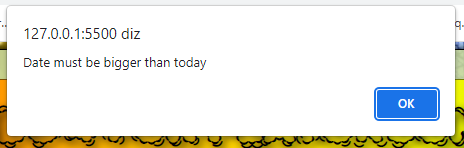 127.0.0.1:5500 diz
Date must be bigger than today
OK